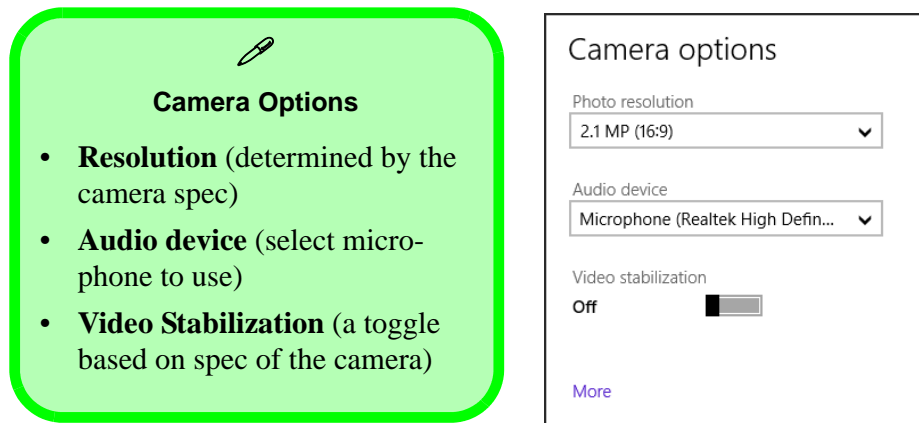 Camera Options
• Resolution (determined by the
camera spec)
• Audio device (select micro-
phone to use)
• Video Stabilization (a toggle
based on spec of the camera)
Camera options
Photo resolution
2.1 MP (16:9)
Audio device
Microphone (Realtek High Defin...
Video stabilization
Off
More